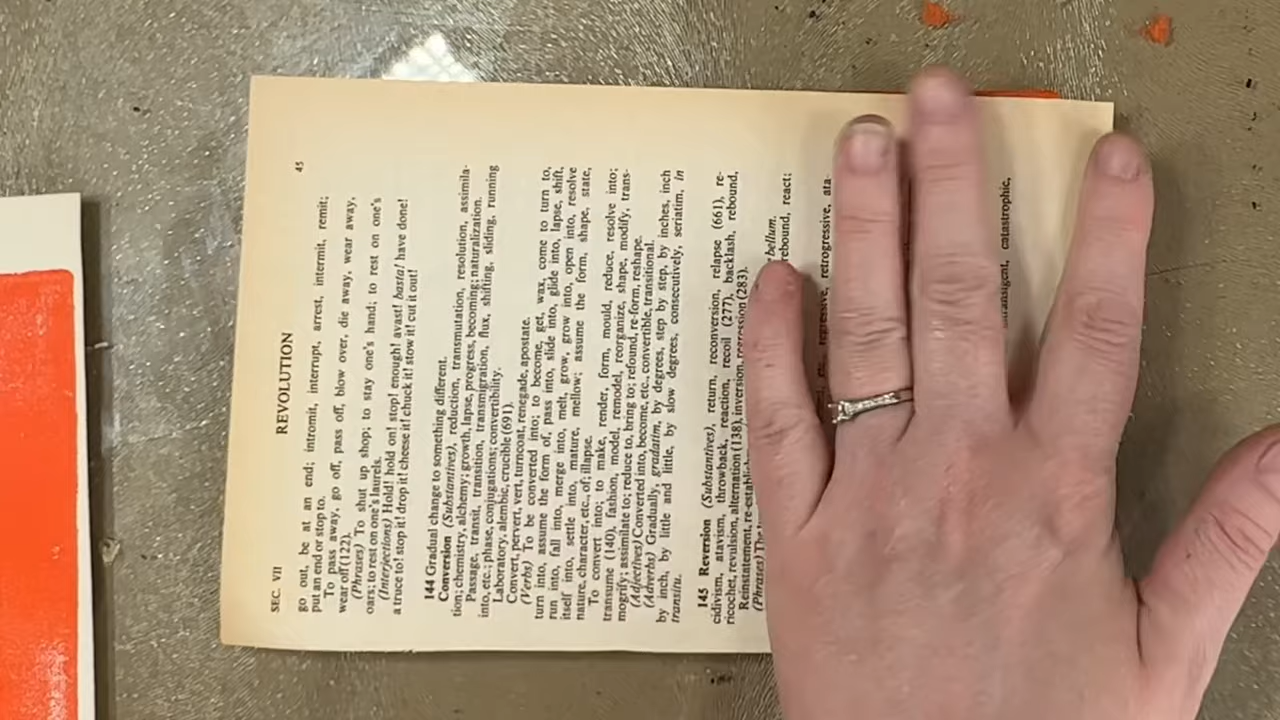 SEC. VII REVOLUTION 45
go out, be at an end; intromit, interrupt, arrest, intermit, remit;
put an end or stop to.
To pass away, go off, pass off, blow over, die away, wear away,
wear off (122).
(Phrases) To shut up shop; to stay one's hand; to rest on one's
oars; to rest on one's laurels.
(Interjections) Hold! hold on! stop! enough! avast! basta! have done!
a truce to! stop it! drop it! cheese it! chuck it! stow it! cut it out!
144 Gradual change to something different.
Conversion (Substantives), reduction, transmutation, resolution, assimila-
tion; chemistry, alchemy; growth, lapse, progress, becoming; naturalization.
Passage, transit, transition, transmigration, flux, shifting, sliding, running
into, etc.; phase, conjugations; convertibility.
Laboratory, alembic, crucible (691).
Convert, pervert, vert, turncoat, renegade, apostate.
(Verbs) To be converted into; to become, get, wax, come to turn to,
turn into, assume the form of, pass into, slide into, glide into, lapse, shift,
run into, fall into, merge into, melt, grow, grow into, open into, resolve
itself into, settle into, mature, mellow; assume the form, shape, state,
nature, character, etc., of; illapse.
To convert into; to make, render, form, mould, reduce, resolve into;
transume (140), fashion, model, remodel, reorganize, shape, modify, trans-
mogrify; assimilate to; reduce to, bring to; refound, re-form, reshape.
(Adjectives) Converted into, become, etc., convertible, transitional.
(Adverbs) Gradually, gradatim, by degrees, step by step, by inches, inch
by inch, by little and little, by slow degrees, consecutively, seriatim, in
transitu.
145 Reversion (Substantives), return, reconversion, relapse (661), re-
cidivism, atavism, throwback, reaction, recoil (277), backlash, rebound,
ricochet, revulsion, alternation (138), inversion, regression (283).
Reinstatement, re-establis
(Phrases) The bellum.
rebound, react;
regressive, retrogressive, ata-
catastrophic,